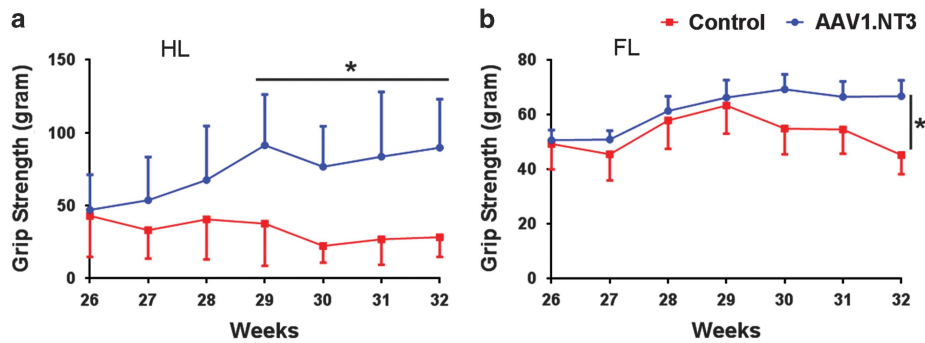 a
HL
Grip Strength (gram)
150
100
50
0
*
26 27 28 29 30 31 32
Weeks
b
Control AAV1.NT3
FL
Grip Strength (gram)
80
60
40
20
0
*
26 27 28 29 30 31 32
Weeks